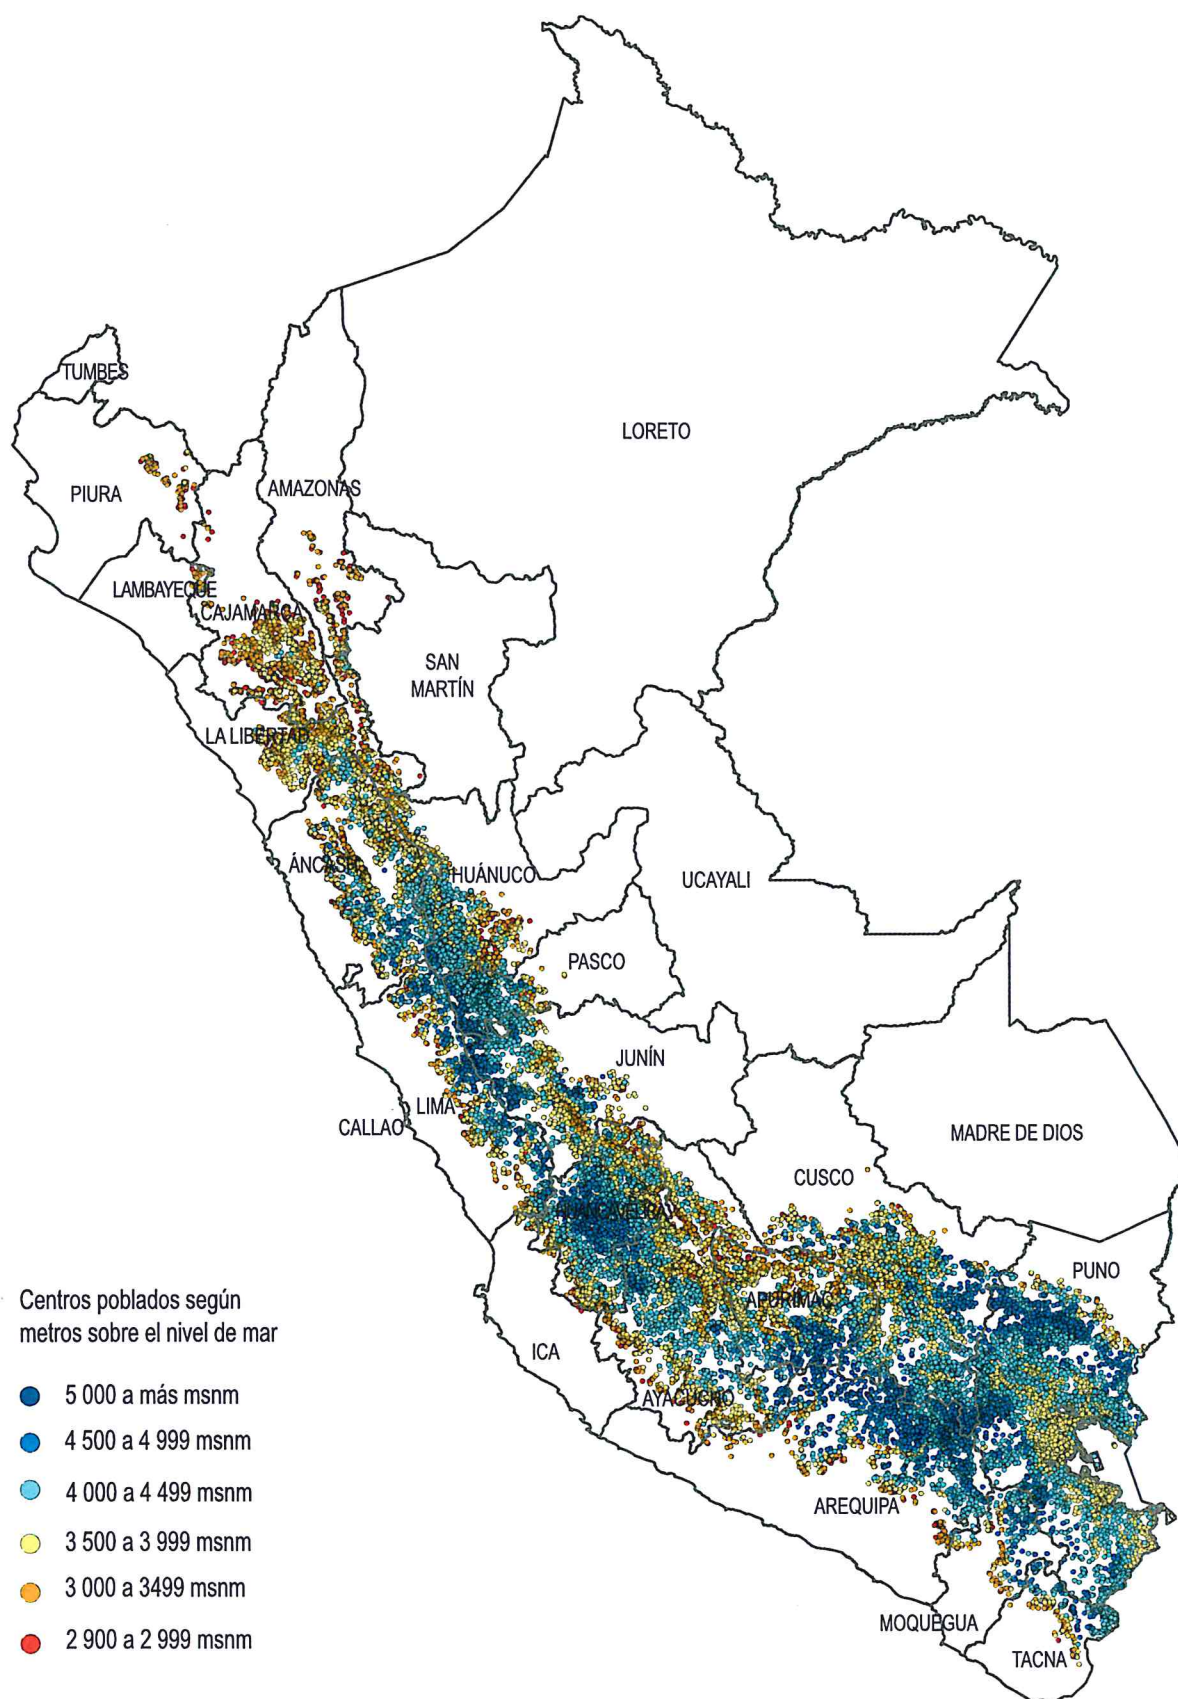 TUMBES
LORETO
PIURA
AMAZONAS
LAMBAYEQUE
CAJAMARCA
SAN
MARTÍN
LA LIBERTAD
ÁNCASH
HUÁNUCO
UCAYALI
PASCO
JUNÍN
LIMA
CALLAO
MADRE DE DIOS
CUSCO
HUANCAVELICA
PUNO
APURÍMAC
ICA
AYACUCHO
AREQUIPA
MOQUEGUA
TACNA
Centros poblados según
metros sobre el nivel de mar
5 000 a más msnm
4 500 a 4 999 msnm
4 000 a 4 499 msnm
3 500 a 3 999 msnm
3 000 a 3499 msnm
2 900 a 2 999 msnm